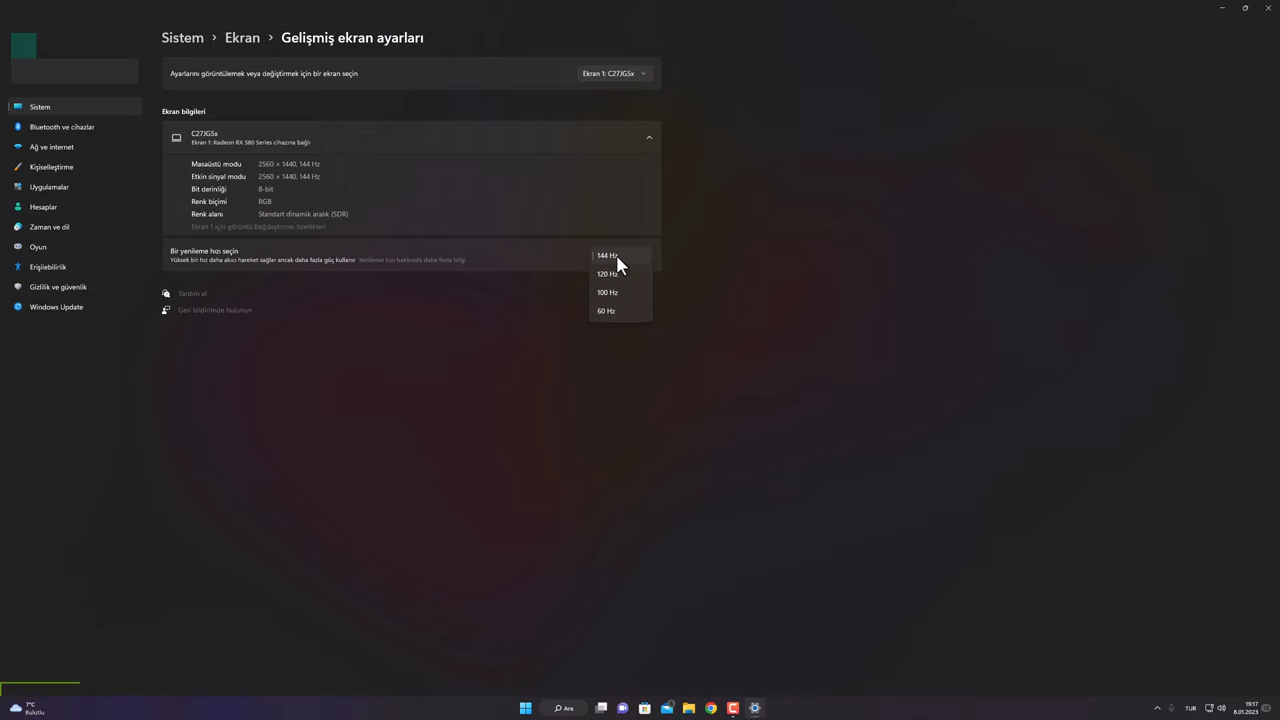 Sistem > Ekran > Gelişmiş ekran ayarları
Ayarlarını görüntülemek veya değiştirmek için bir ekran seçin
Ekran 1: C27JG5x
Sistem
Bluetooth ve cihazlar
Ağ ve internet
Kişiselleştirme
Uygulamalar
Hesaplar
Zaman ve dil
Oyun
Erişilebilirlik
Gizlilik ve güvenlik
Windows Update
Ekran bilgileri
C27JG5x
Ekran 1: Radeon RX 580 Series cihazına bağlı
Masaüstü modu 2560 × 1440, 144 Hz
Etkin sinyal modu 2560 × 1440, 144 Hz
Bit derinliği 8-bit
Renk biçimi RGB
Renk alanı Standart dinamik aralık (SDR)
Ekran 1 için görüntü bağdaştırıcısı özellikleri
Bir yenileme hızı seçin
Yüksek bir hız daha akıcı hareket sağlar ancak daha fazla güç kullanır Yenileme hızı hakkında daha fazla bilgi
144 Hz
120 Hz
100 Hz
60 Hz
Yardım al
Geri bildirimde bulunun
7°C
Bulutlu
Ara
TUR
19:17
8.01.2023